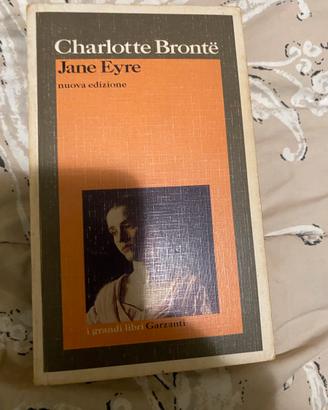 Charlotte Brontë
Jane Eyre
nuova edizione
i grandi libri Garzanti